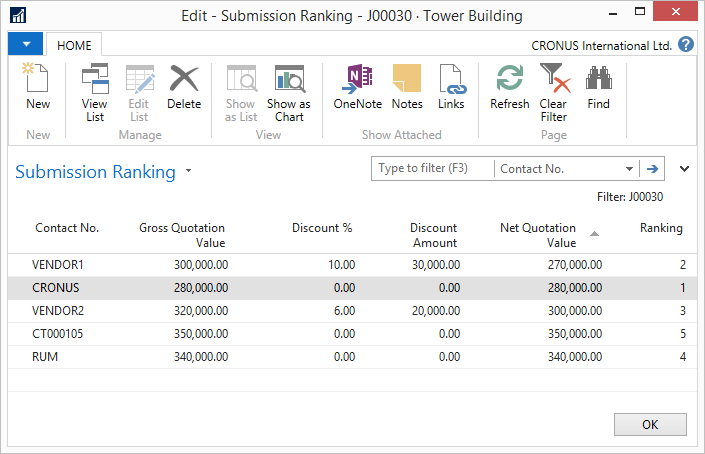 Edit - Submission Ranking - J00030 · Tower Building
HOME
CRONUS International Ltd.
New
View List
Edit List
Delete
Show as List
Show as Chart
OneNote
Notes
Links
Refresh
Clear Filter
Find
New
Manage
View
Show Attached
Page
Submission Ranking
Type to filter (F3)
Contact No.
Filter: J00030
Contact No. Gross Quotation Value Discount % Discount Amount Net Quotation Value Ranking
VENDOR1 300,000.00 10.00 30,000.00 270,000.00 2
CRONUS 280,000.00 0.00 0.00 280,000.00 1
VENDOR2 320,000.00 6.00 20,000.00 300,000.00 3
CT000105 350,000.00 0.00 0.00 350,000.00 5
RUM 340,000.00 0.00 0.00 340,000.00 4
OK